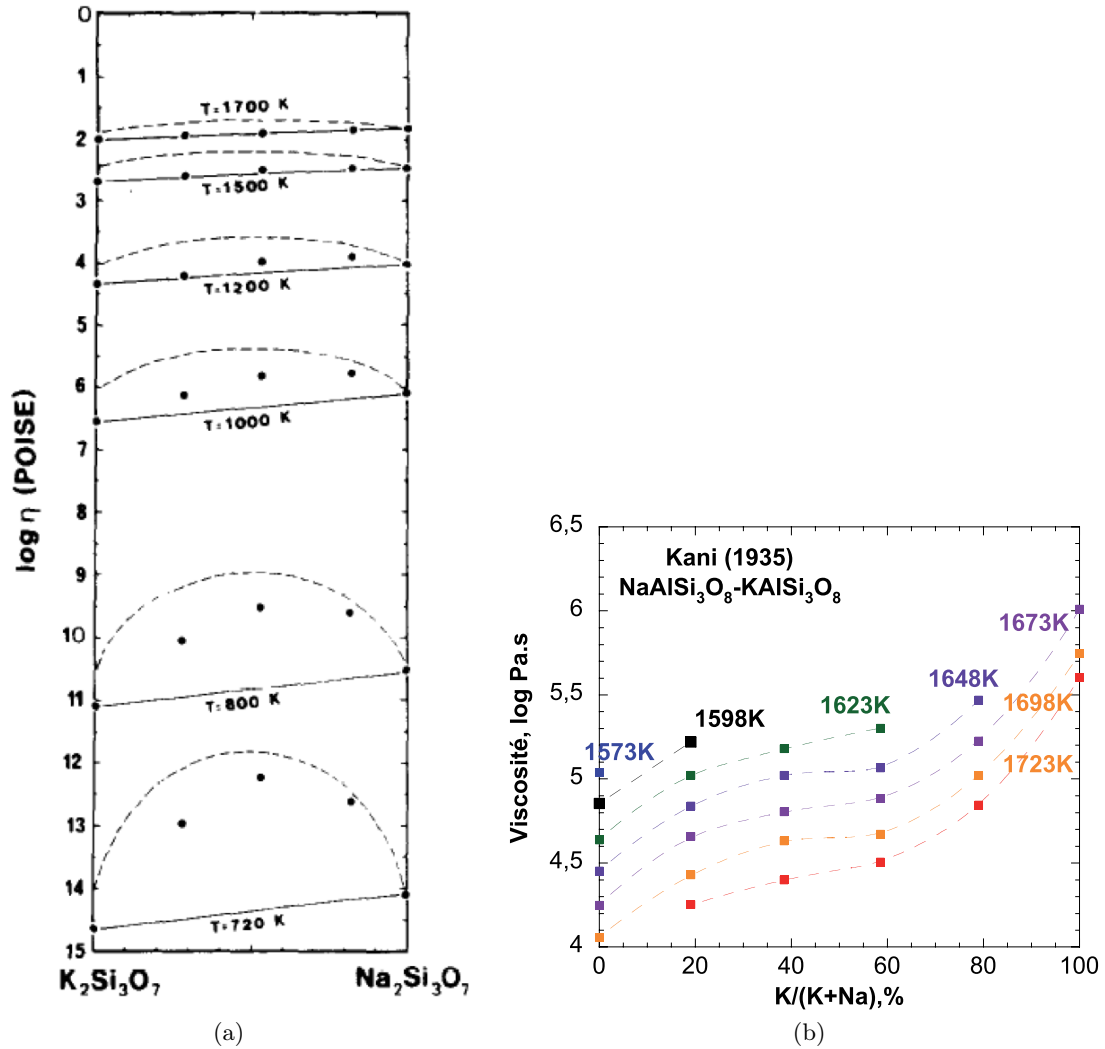 0
1
T=1700 K
2
T=1500 K
3
4
T=1200 K
5
6
T=1000 K
7
8
9
10
11
T=800 K
12
13
14
T=720 K
15
log η (POISE)
K₂Si₃O₇
Na₂Si₃O₇
(a)
6,5
Kani (1935)
NaAlSi₃O₈-KAlSi₃O₈
6
1673K
5,5
1648K
1698K
1623K
1598K
1573K
1723K
5
4,5
4
Viscosité, log Pa.s
0
20
40
60
80
100
K/(K+Na),%
(b)